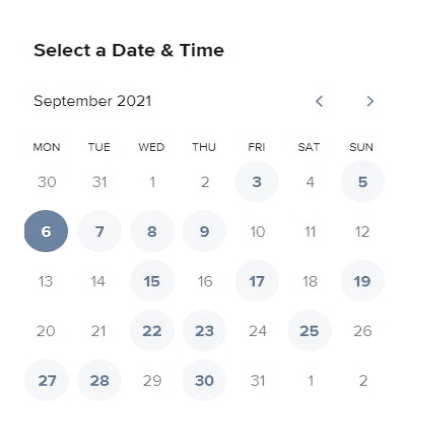 Select a Date & Time
September 2021
MON TUE WED THU FRI SAT SUN
30 31 1 2 3 4 5
6 7 8 9 10 11 12
13 14 15 16 17 18 19
20 21 22 23 24 25 26
27 28 29 30 31 1 2